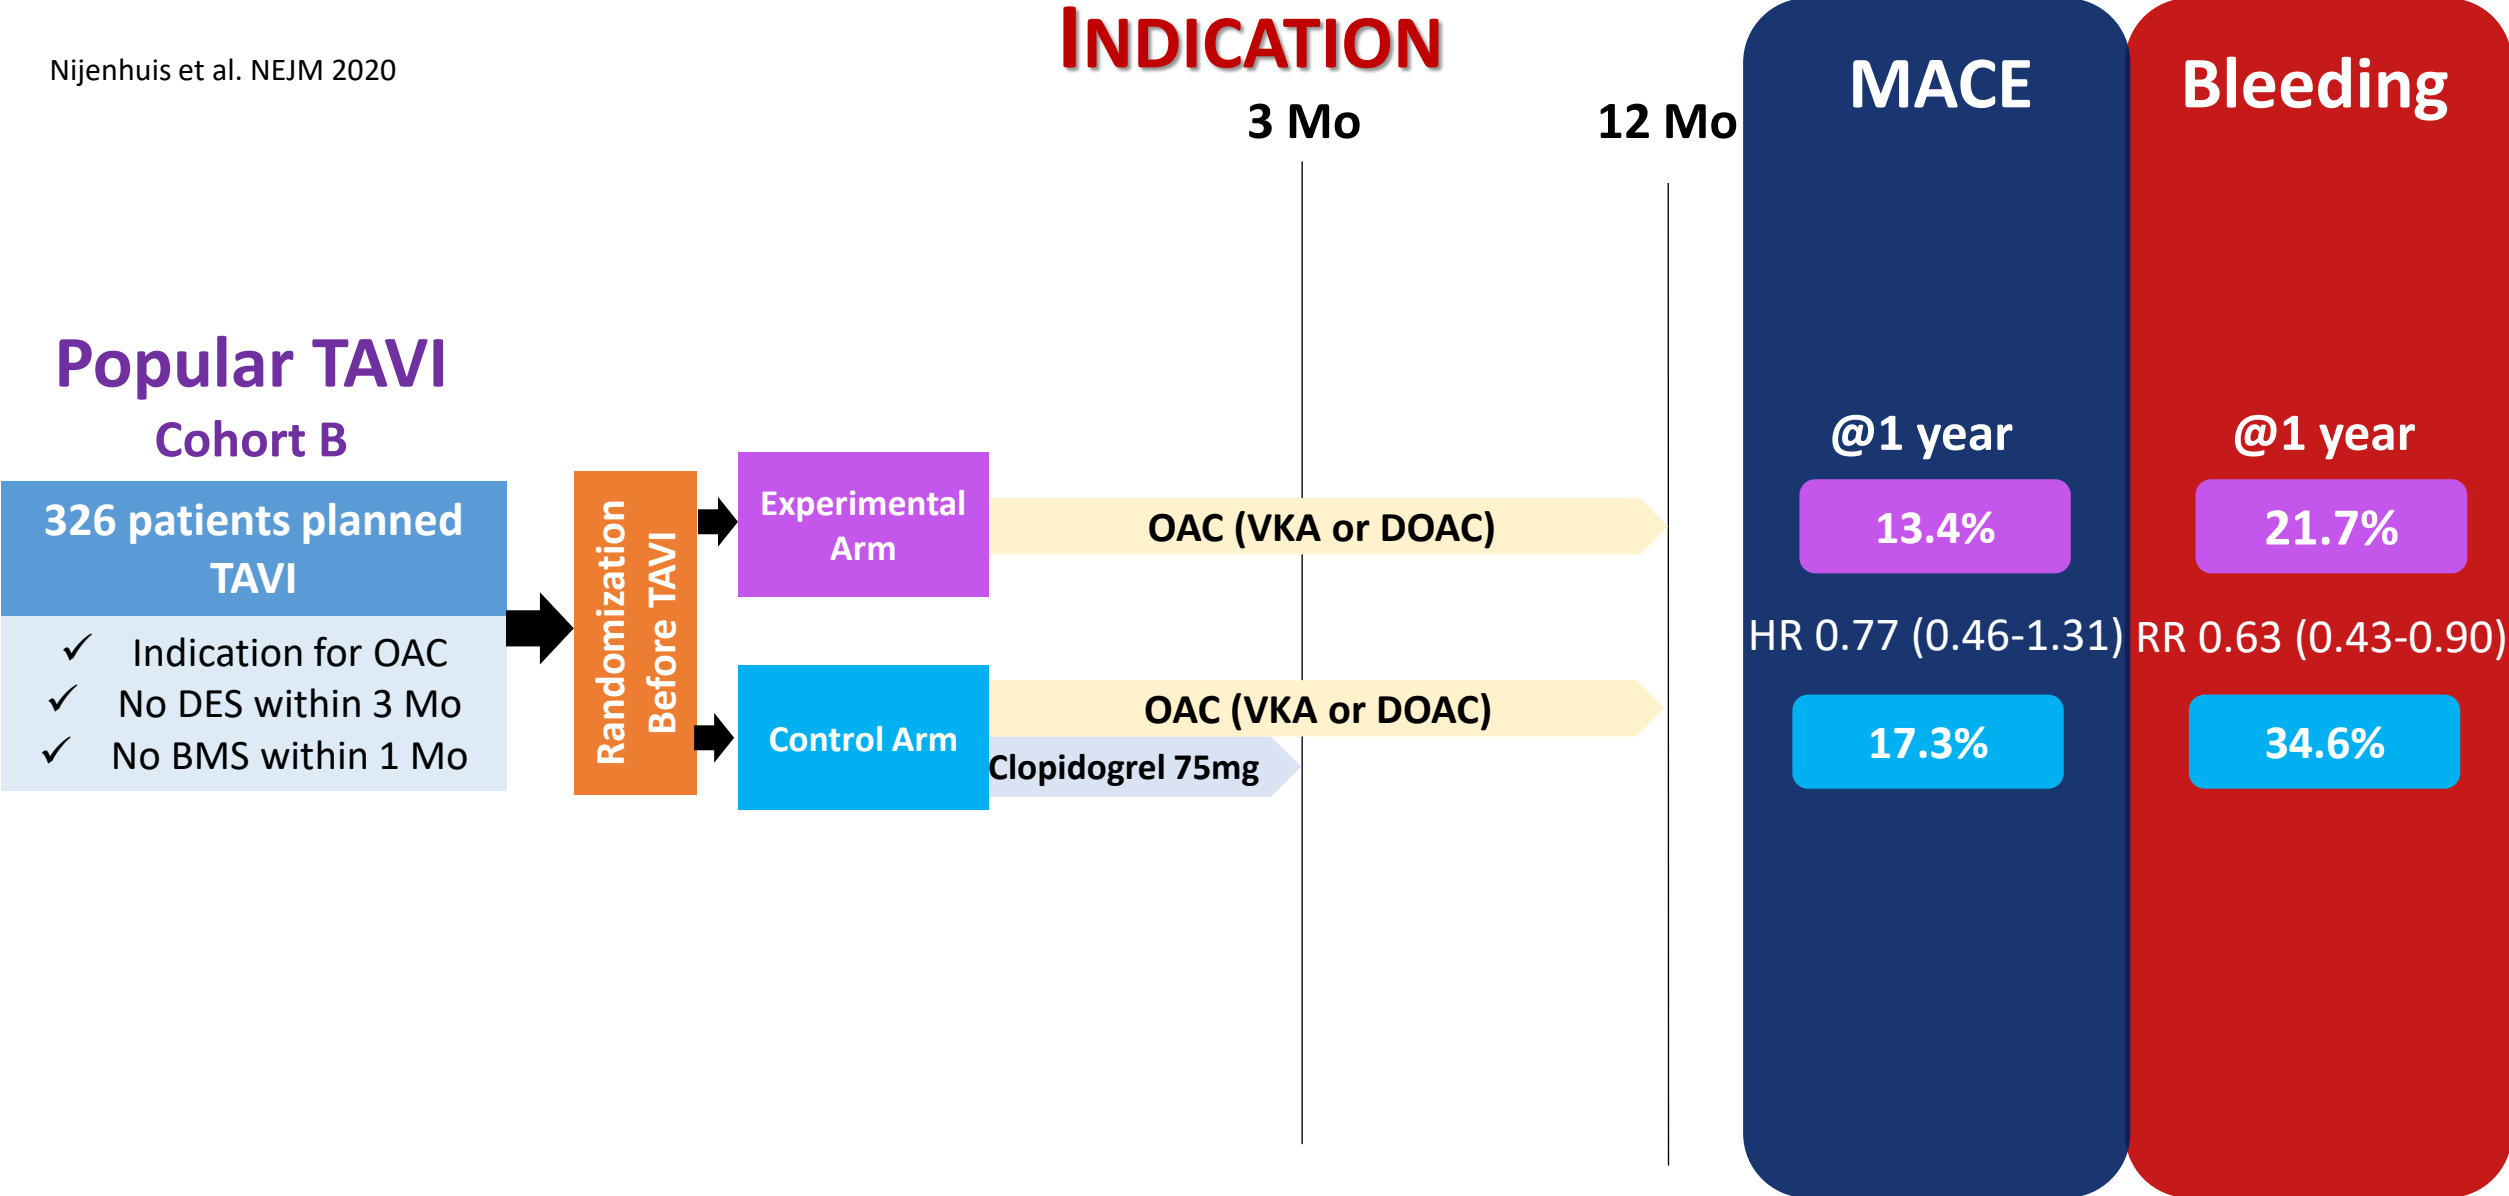 INDICATION
Nijenhuis et al. NEJM 2020
3 Mo
12 Mo
MACE
Bleeding
Popular TAVI
Cohort B
326 patients planned
TAVI
✓ Indication for OAC
✓ No DES within 3 Mo
✓ No BMS within 1 Mo
Randomization
Before TAVI
Experimental
Arm
OAC (VKA or DOAC)
Control Arm
OAC (VKA or DOAC)
Clopidogrel 75mg
@1 year
13.4%
HR 0.77 (0.46-1.31)
17.3%
@1 year
21.7%
RR 0.63 (0.43-0.90)
34.6%